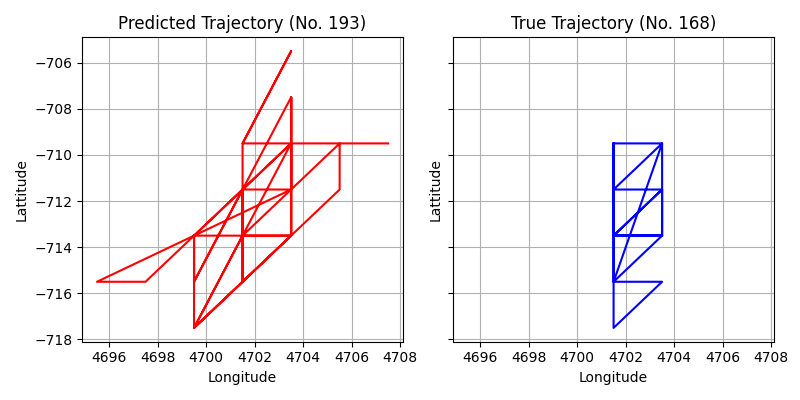 Predicted Trajectory (No. 193)
True Trajectory (No. 168)
−706
−708
−710
−712
−714
−716
−718
Lattitude
Lattitude
4696 4698 4700 4702 4704 4706 4708
4696 4698 4700 4702 4704 4706 4708
Longitude
Longitude